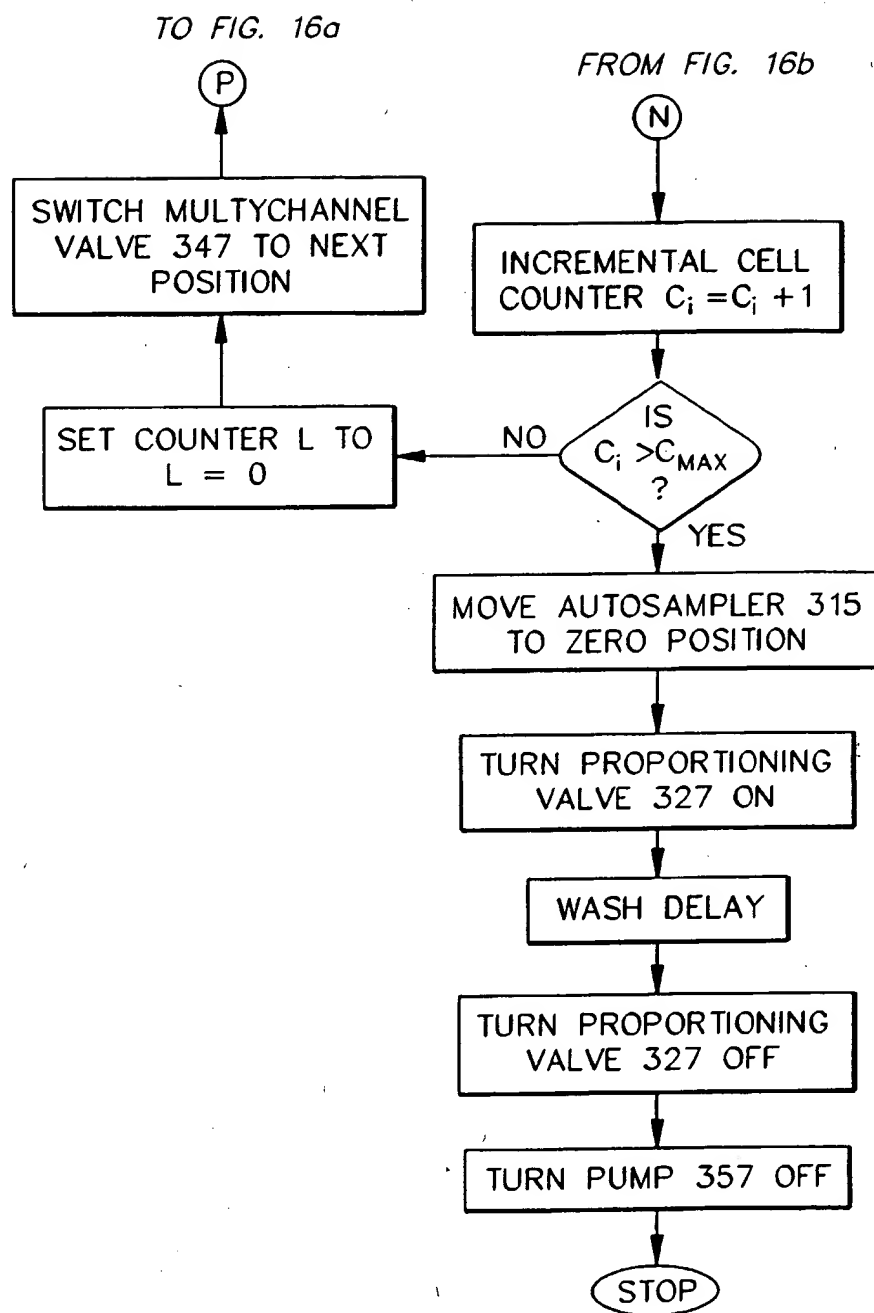 TO FIG. 16a
P
SWITCH MULTYCHANNEL
VALVE 347 TO NEXT
POSITION
SET COUNTER L TO
L = 0
FROM FIG. 16b
N
INCREMENTAL CELL
COUNTER Ci = Ci + 1
IS
Ci > CMAX
?
NO
YES
MOVE AUTOSAMPLER 315
TO ZERO POSITION
TURN PROPORTIONING
VALVE 327 ON
WASH DELAY
TURN PROPORTIONING
VALVE 327 OFF
TURN PUMP 357 OFF
STOP